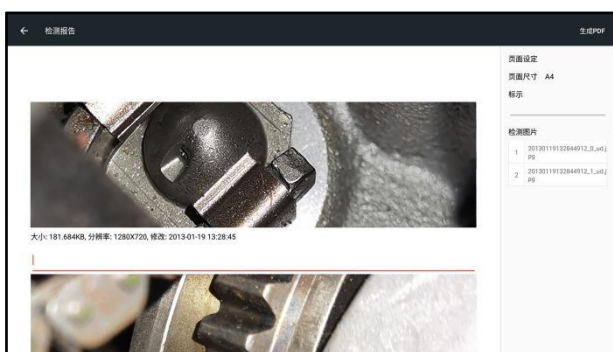 检测报告
生成PDF
大小: 181.684KB, 分辨率: 1280X720, 修改: 2013-01-19 13:28:45
页面设定
页面尺寸 A4
标示
检测图片
1 20130119132844912_0_ud.j
pg
2 20130119132844912_1_ud.j
pg